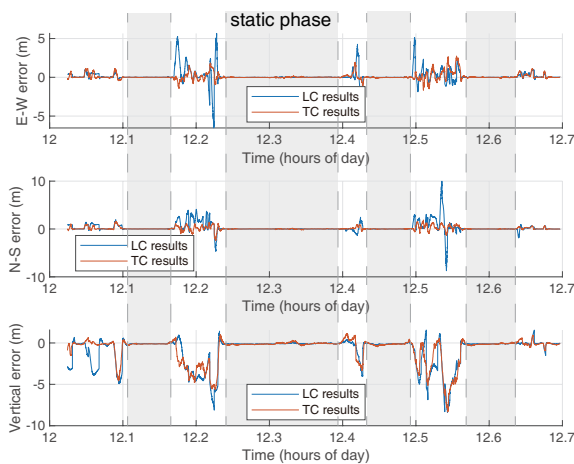 static phase
5
0
-5
E-W error (m)
LC results
TC results
12
12.1
12.2
12.3
12.4
12.5
12.6
12.7
Time (hours of day)
10
0
-10
N-S error (m)
LC results
TC results
12
12.1
12.2
12.3
12.4
12.5
12.6
12.7
Time (hours of day)
0
-5
-10
Vertical error (m)
LC results
TC results
12
12.1
12.2
12.3
12.4
12.5
12.6
12.7
Time (hours of day)